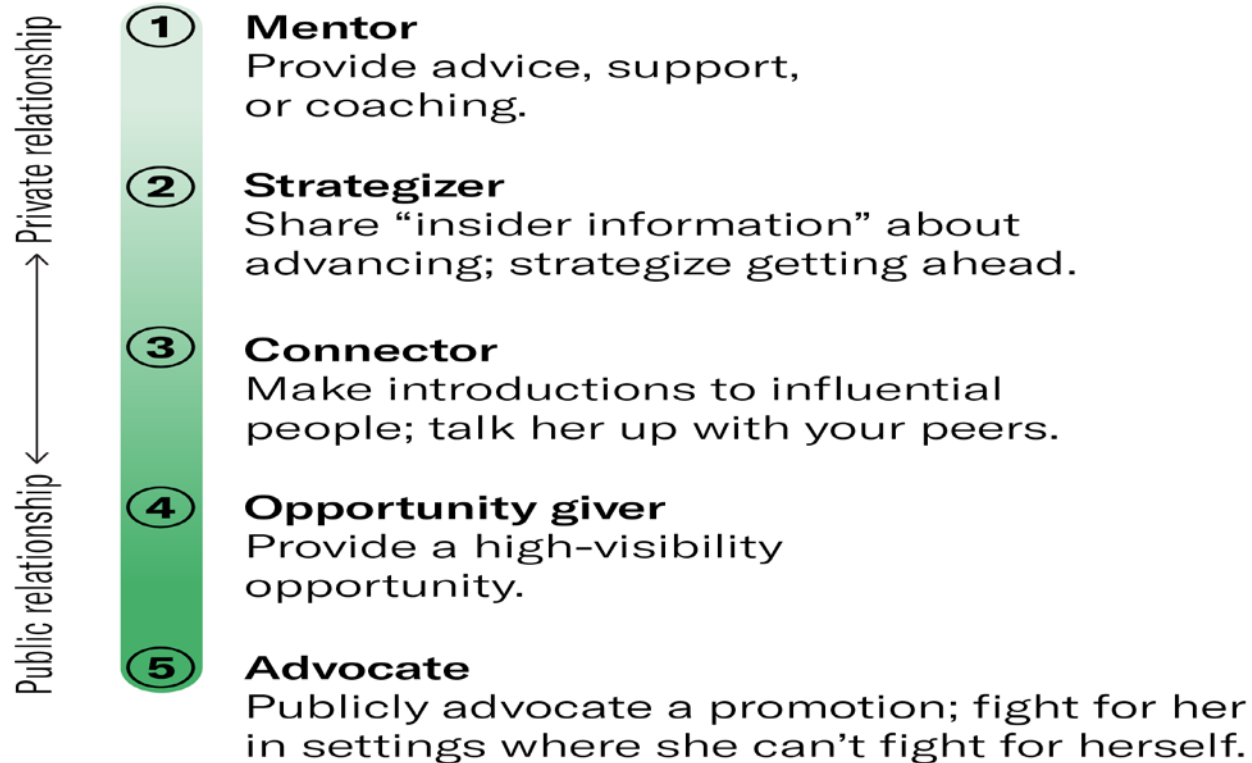 Private relationship
Public relationship
1
Mentor
Provide advice, support,
or coaching.
2
Strategizer
Share “insider information” about
advancing; strategize getting ahead.
3
Connector
Make introductions to influential
people; talk her up with your peers.
4
Opportunity giver
Provide a high-visibility
opportunity.
5
Advocate
Publicly advocate a promotion; fight for her
in settings where she can’t fight for herself.